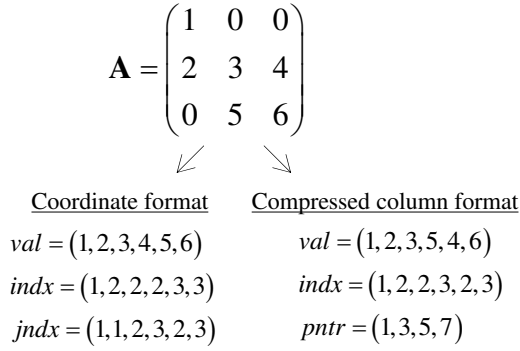 A = (1 0 0
2 3 4
0 5 6)
Coordinate format
val = (1,2,3,4,5,6)
indx = (1,2,2,2,3,3)
jndx = (1,1,2,3,2,3)
Compressed column format
val = (1,2,3,5,4,6)
indx = (1,2,2,3,2,3)
pntr = (1,3,5,7)